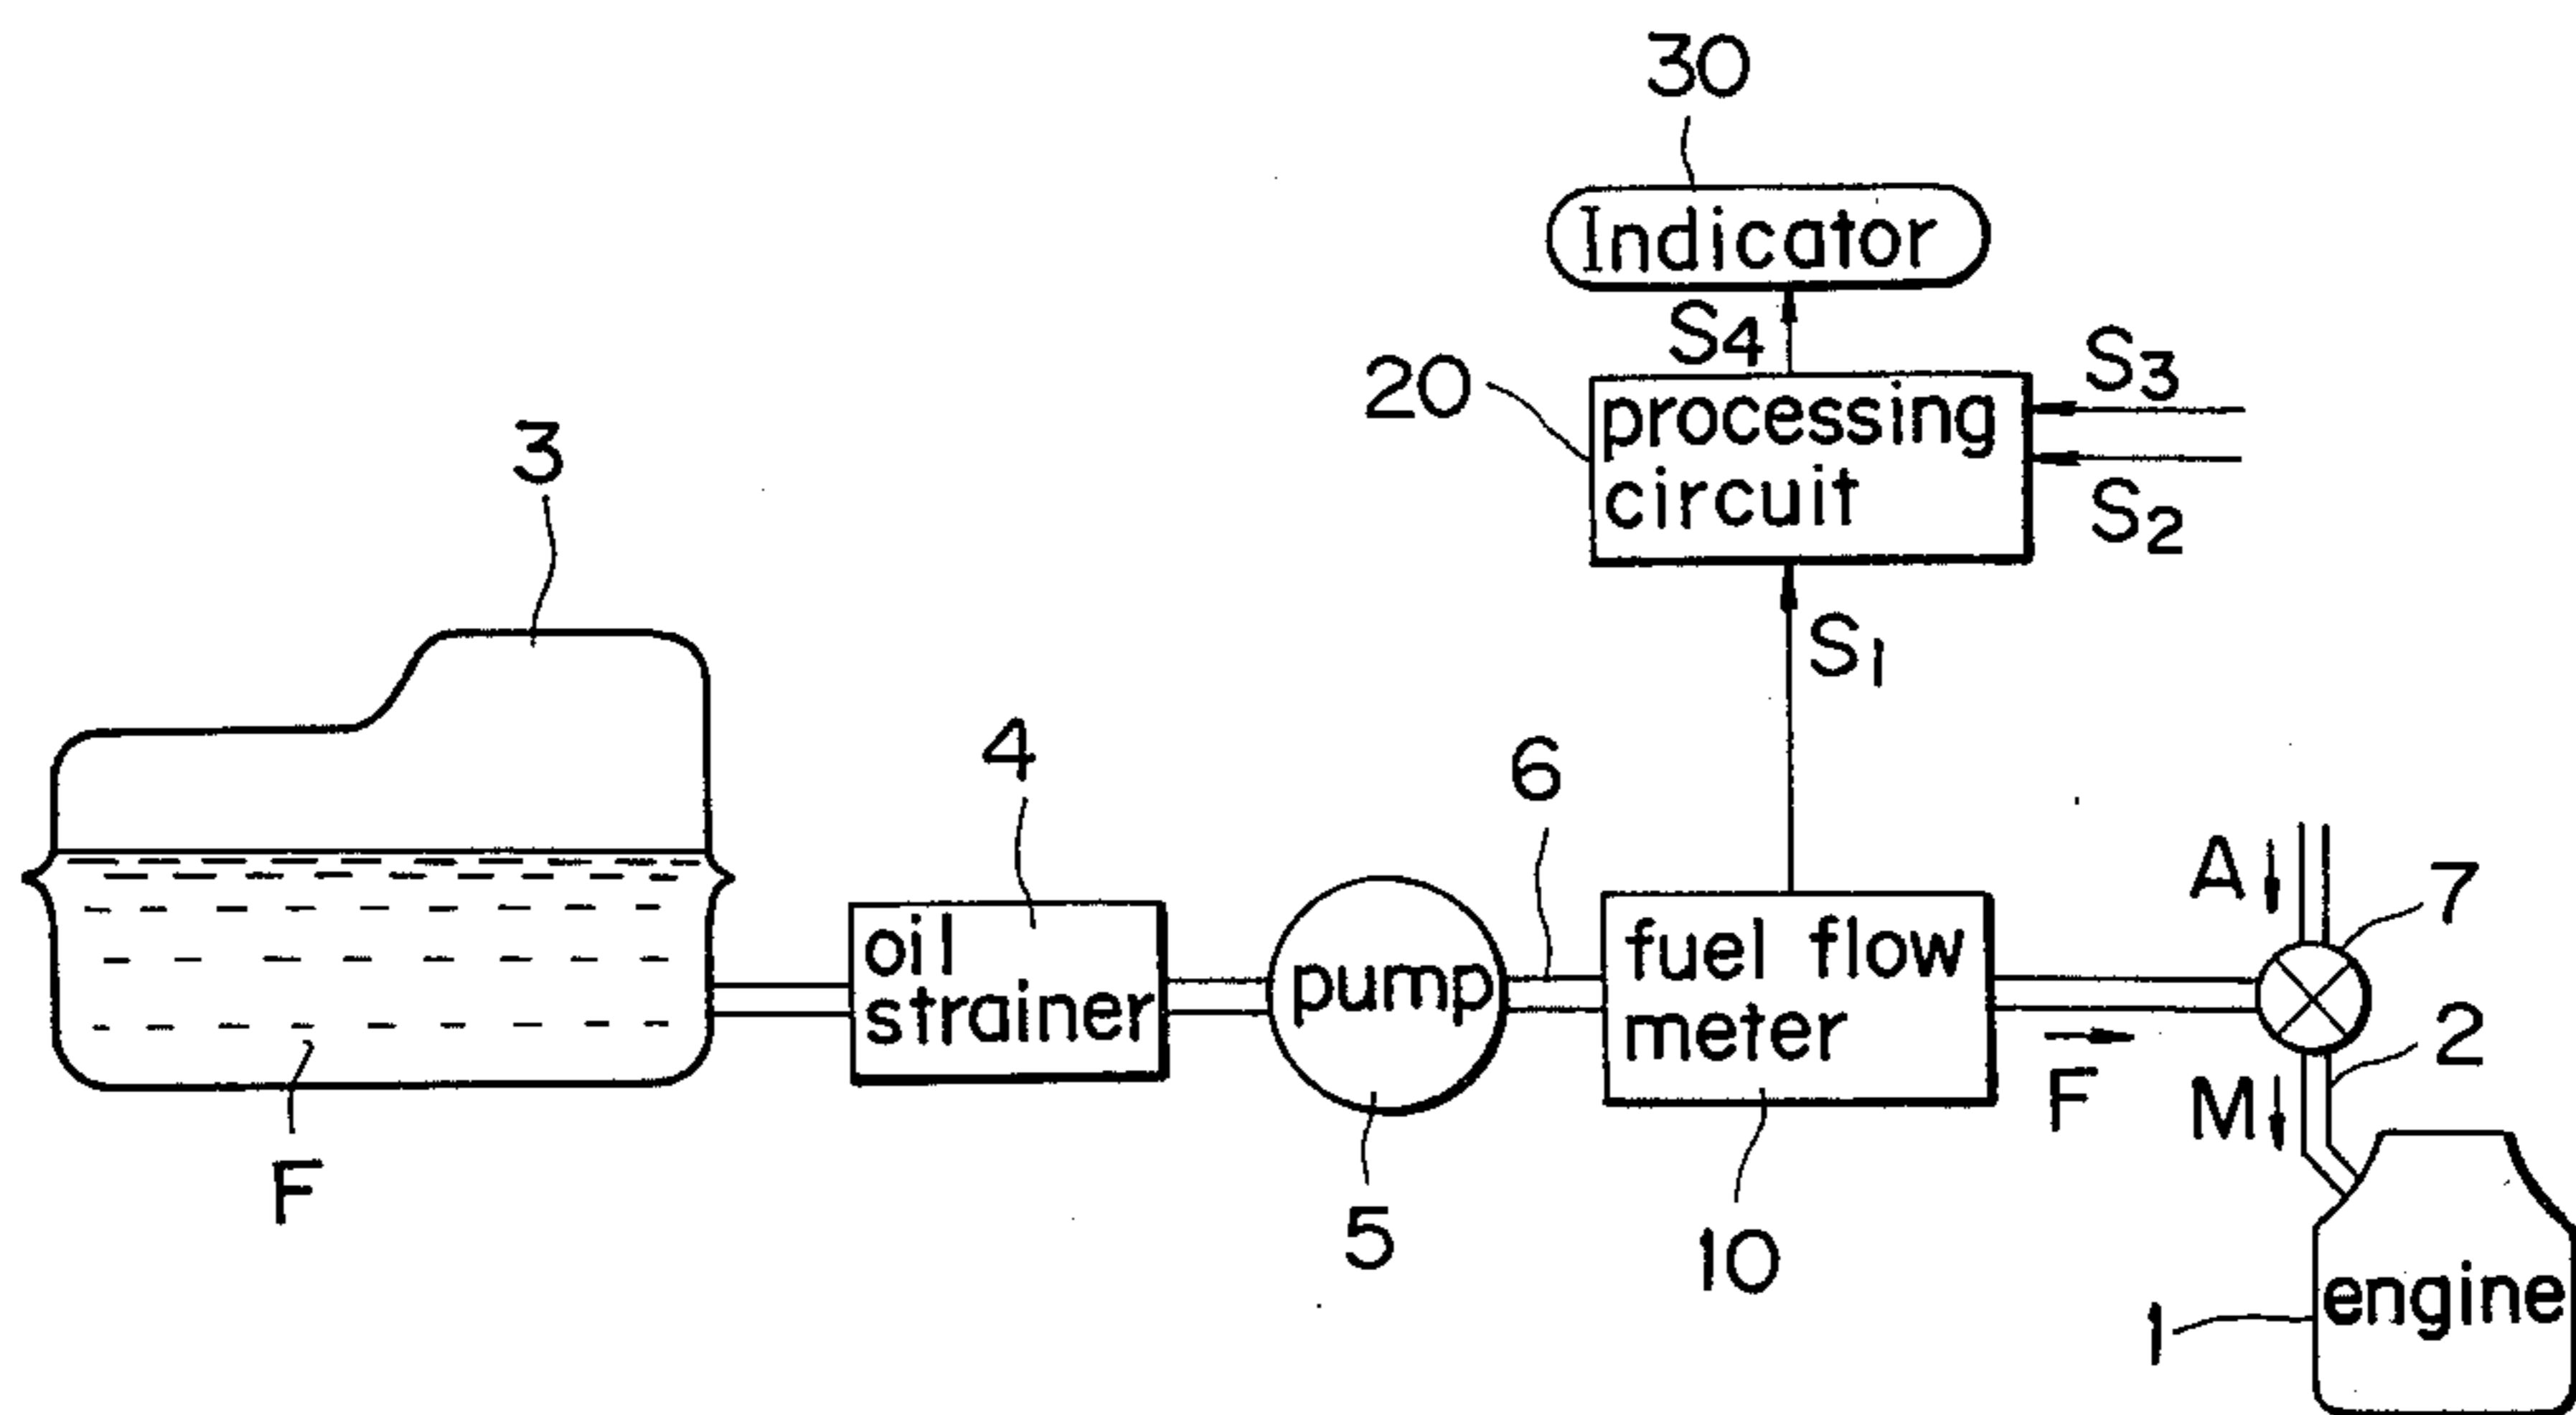 30
Indicator
S4
20
processing
circuit
S3
S2
S1
3
4
6
oil
strainer
pump
fuel flow
meter
A
7
2
F
M
F
5
10
1
engine